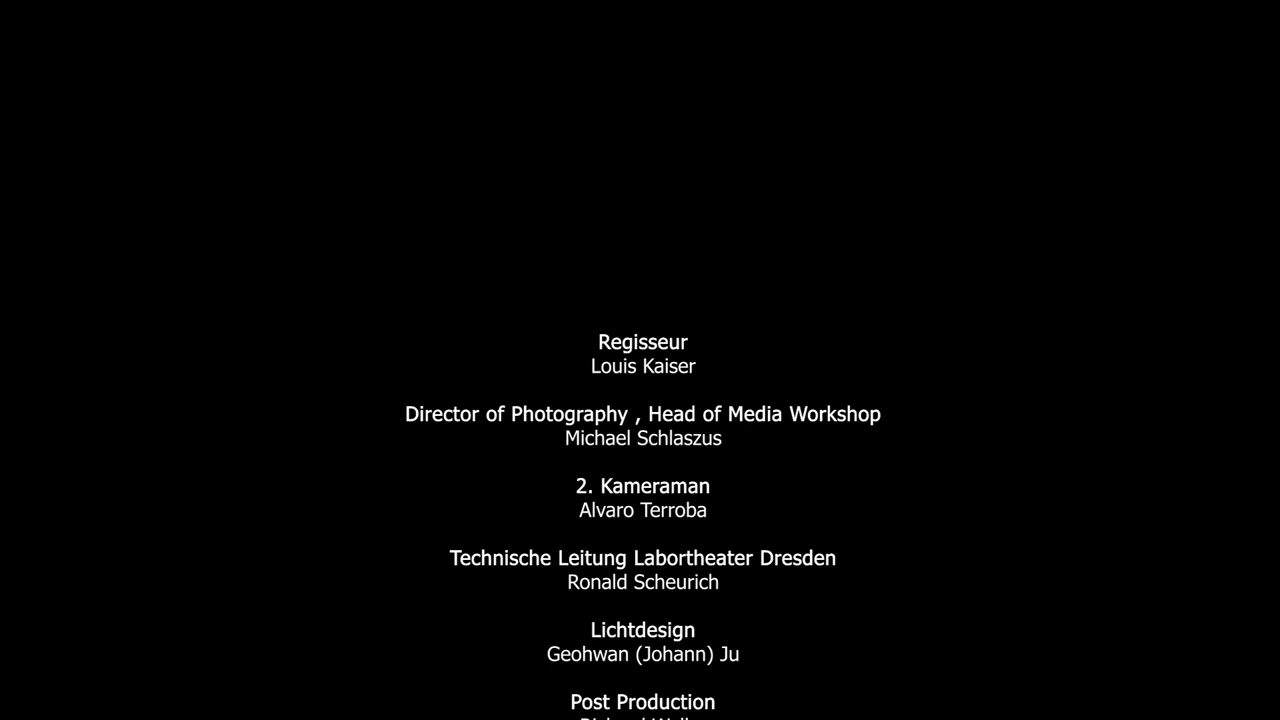 Regisseur
Louis Kaiser
Director of Photography , Head of Media Workshop
Michael Schlaszus
2. Kameraman
Alvaro Terroba
Technische Leitung Labortheater Dresden
Ronald Scheurich
Lichtdesign
Geohwan (Johann) Ju
Post Production